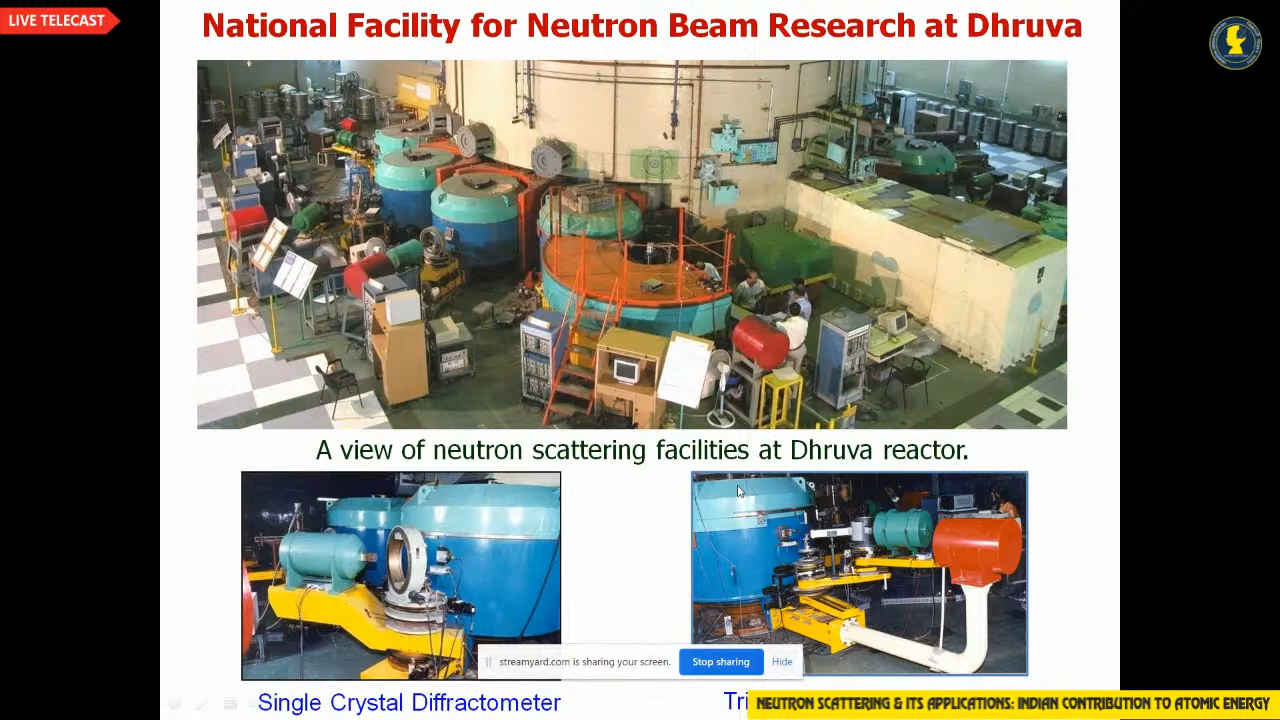 LIVE TELECAST
National Facility for Neutron Beam Research at Dhruva
A view of neutron scattering facilities at Dhruva reactor.
streamyard.com is sharing your screen.
Stop sharing
Hide
Single Crystal Diffractometer
Tri
NEUTRON SCATTERING & ITS APPLICATIONS: INDIAN CONTRIBUTION TO ATOMIC ENERGY